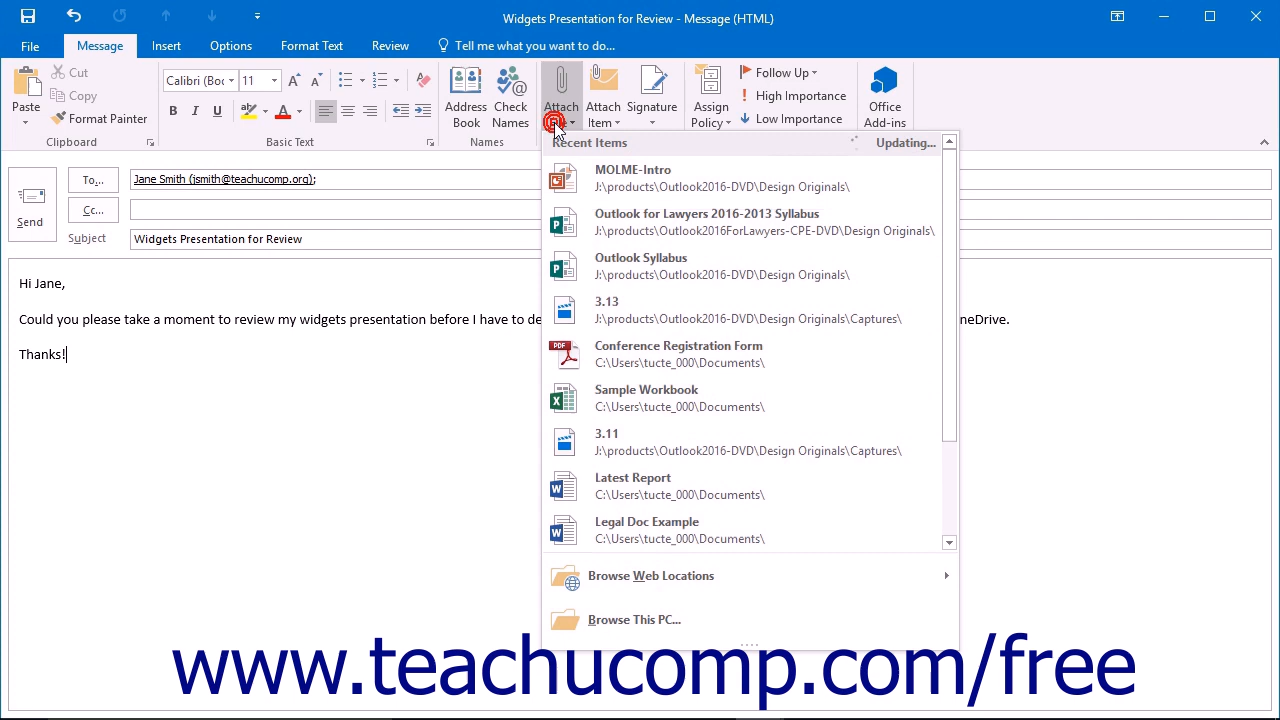 Widgets Presentation for Review - Message (HTML)
File Message Insert Options Format Text Review Tell me what you want to do...
Paste
Cut
Copy
Format Painter
Clipboard
Calibri (Boc 11
B I U
Basic Text
Address Book
Check Names
Names
Attach
Attach Item
Signature
Assign Policy
Follow Up
High Importance
Low Importance
Office Add-ins
Send
To...
Jane Smith (jsmith@teachucomp.org);
Cc...
Subject
Widgets Presentation for Review
Hi Jane,
Could you please take a moment to review my widgets presentation before I have to de
neDrive.
Thanks!
Recent Items Updating...
MOLME-Intro
J:\products\Outlook2016-DVD\Design Originals\
Outlook for Lawyers 2016-2013 Syllabus
J:\products\Outlook2016ForLawyers-CPE-DVD\Design Originals\
Outlook Syllabus
J:\products\Outlook2016-DVD\Design Originals\
3.13
J:\products\Outlook2016-DVD\Design Originals\Captures\
PDF
Conference Registration Form
C:\Users\tucte_000\Documents\
Sample Workbook
C:\Users\tucte_000\Documents\
3.11
J:\products\Outlook2016-DVD\Design Originals\Captures\
Latest Report
C:\Users\tucte_000\Documents\
Legal Doc Example
C:\Users\tucte_000\Documents\
Browse Web Locations
Browse This PC...
www.teachucomp.com/free